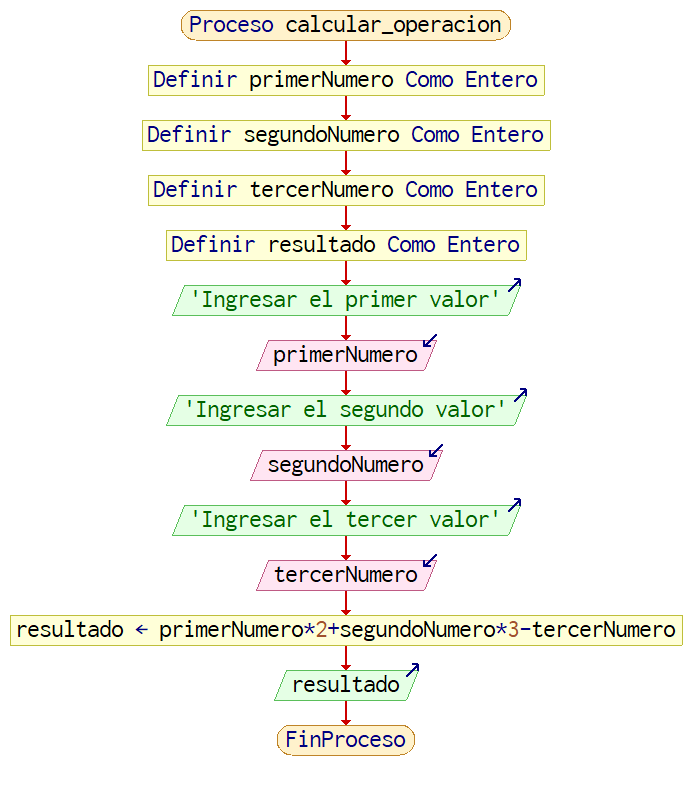 Proceso calcular_operacion
Definir primerNumero Como Entero
Definir segundoNumero Como Entero
Definir tercerNumero Como Entero
Definir resultado Como Entero
'Ingresar el primer valor'
primerNumero
'Ingresar el segundo valor'
segundoNumero
'Ingresar el tercer valor'
tercerNumero
resultado ← primerNumero*2+segundoNumero*3-tercerNumero
resultado
FinProceso